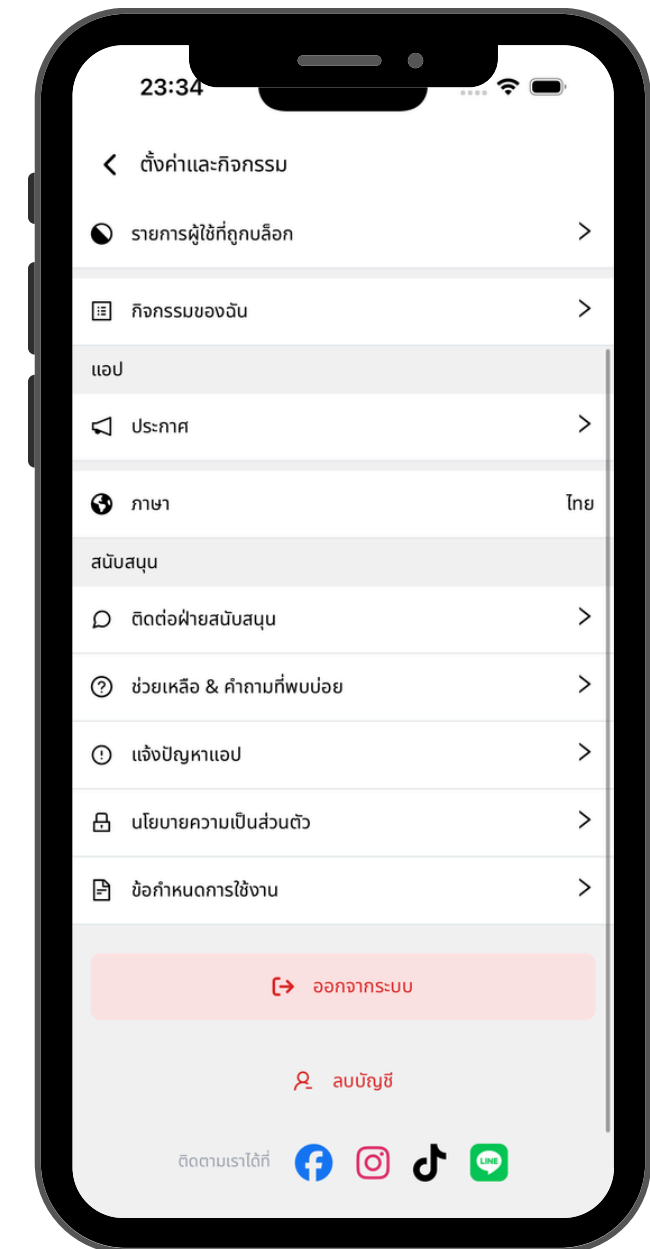 23:34
ตั้งค่าและกิจกรรม
รายการผู้ใช้ที่ถูกบล็อก
กิจกรรมของฉัน
แอป
ประกาศ
ภาษา ไทย
สนับสนุน
ติดต่อฝ่ายสนับสนุน
ช่วยเหลือ & คำถามที่พบบ่อย
แจ้งปัญหาแอป
นโยบายความเป็นส่วนตัว
ข้อกำหนดการใช้งาน
ออกจากระบบ
ลบบัญชี
ติดตามเราได้ที่ LINE